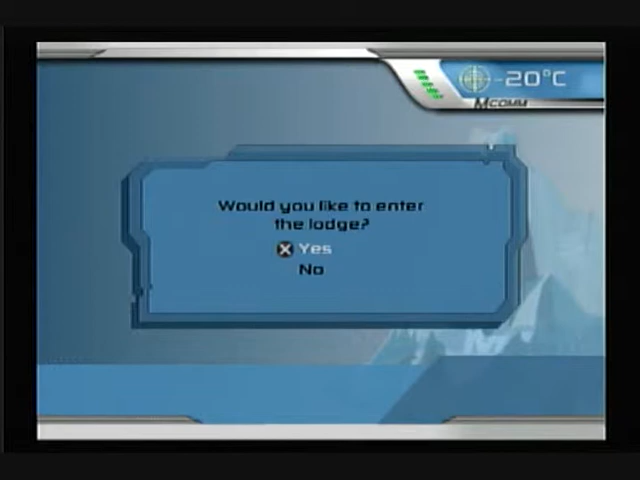 -20°C
MCOMM
Would you like to enter
the lodge?
Yes
No